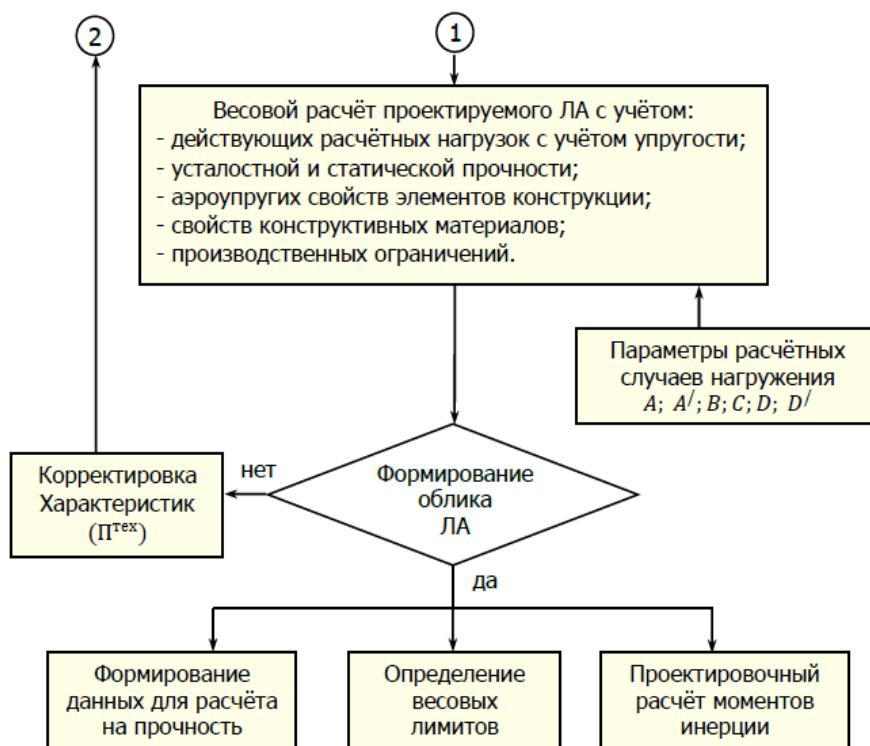 2
1
Весовой расчёт проектируемого ЛА с учётом:
- действующих расчётных нагрузок с учётом упругости;
- усталостной и статической прочности;
- аэроупругих свойств элементов конструкции;
- свойств конструктивных материалов;
- производственных ограничений.
Параметры расчётных
случаев нагружения
A; A/; B; C; D; D/
Корректировка
Характеристик
(Птех)
нет
Формирование
облика
ЛА
да
Формирование
данных для расчёта
на прочность
Определение
весовых
лимитов
Проектировочный
расчёт моментов
инерции